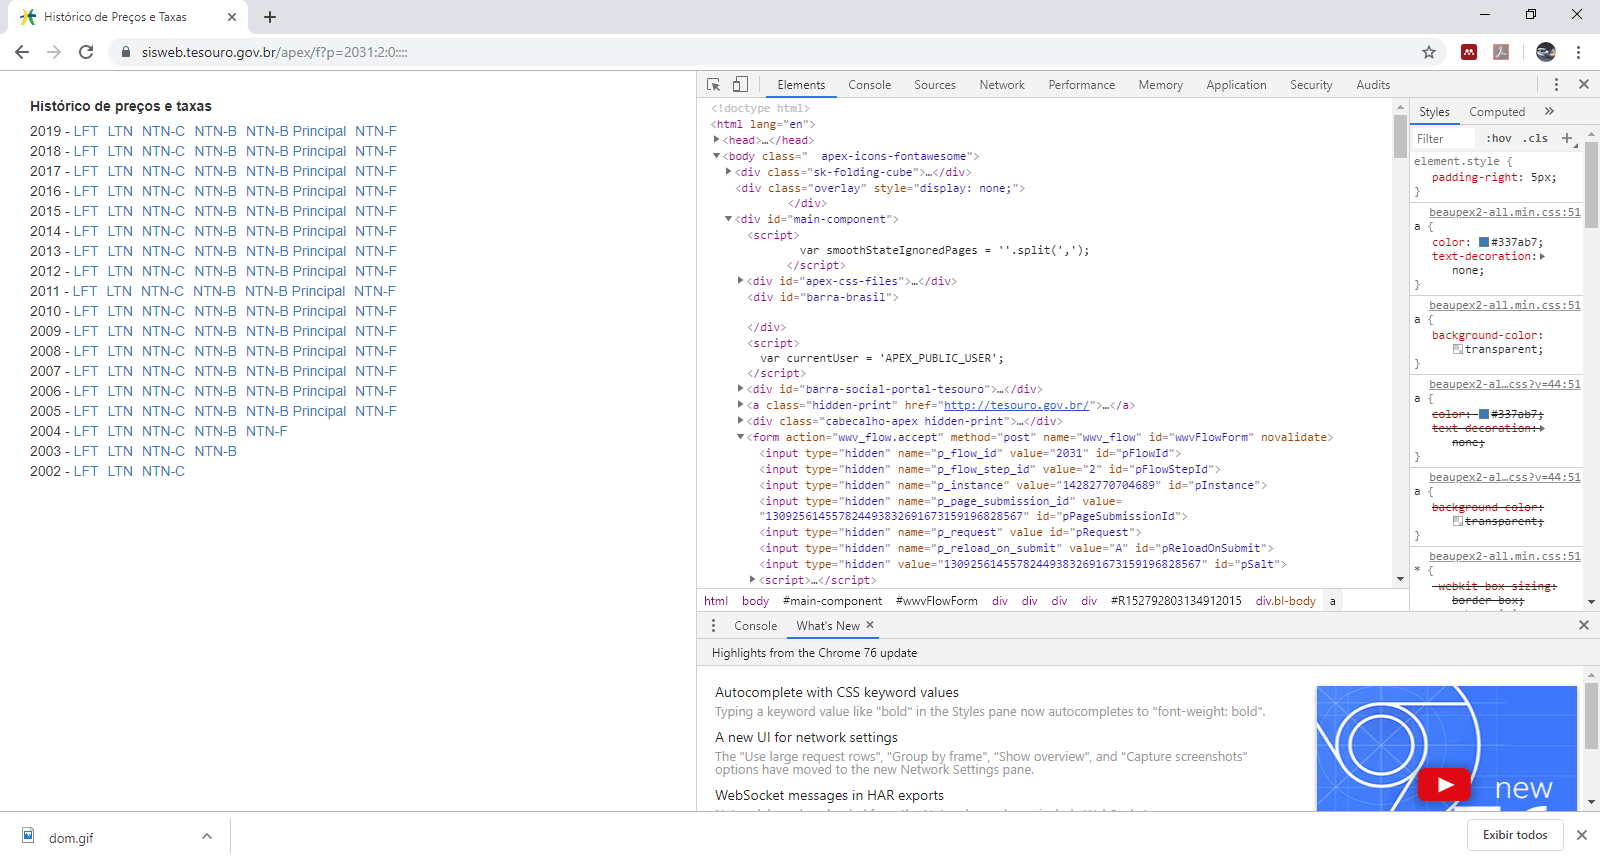 Histórico de Preços e Taxas
sisweb.tesouro.gov.br/apex/f?p=2031:2:0::::
Histórico de preços e taxas
2019 - LFT LTN NTN-C NTN-B NTN-B Principal NTN-F
2018 - LFT LTN NTN-C NTN-B NTN-B Principal NTN-F
2017 - LFT LTN NTN-C NTN-B NTN-B Principal NTN-F
2016 - LFT LTN NTN-C NTN-B NTN-B Principal NTN-F
2015 - LFT LTN NTN-C NTN-B NTN-B Principal NTN-F
2014 - LFT LTN NTN-C NTN-B NTN-B Principal NTN-F
2013 - LFT LTN NTN-C NTN-B NTN-B Principal NTN-F
2012 - LFT LTN NTN-C NTN-B NTN-B Principal NTN-F
2011 - LFT LTN NTN-C NTN-B NTN-B Principal NTN-F
2010 - LFT LTN NTN-C NTN-B NTN-B Principal NTN-F
2009 - LFT LTN NTN-C NTN-B NTN-B Principal NTN-F
2008 - LFT LTN NTN-C NTN-B NTN-B Principal NTN-F
2007 - LFT LTN NTN-C NTN-B NTN-B Principal NTN-F
2006 - LFT LTN NTN-C NTN-B NTN-B Principal NTN-F
2005 - LFT LTN NTN-C NTN-B NTN-B Principal NTN-F
2004 - LFT LTN NTN-C NTN-B NTN-F
2003 - LFT LTN NTN-C NTN-B
2002 - LFT LTN NTN-C
Elements Console Sources Network Performance Memory Application Security Audits
<!doctype html>
<html lang="en">
<head>…</head>
<body class="  apex-icons-fontawesome">
<div class="sk-folding-cube">…</div>
<div class="overlay" style="display: none;">
</div>
<div id="main-component">
<script>
var smoothStateIgnoredPages = ''.split(',');
</script>
<div id="apex-css-files">…</div>
<div id="barra-brasil">
</div>
<script>
var currentUser = 'APEX_PUBLIC_USER';
</script>
<div id="barra-social-portal-tesouro">…</div>
<a class="hidden-print" href="http://tesouro.gov.br/">…</a>
<div class="cabecalho-apex hidden-print">…</div>
<form action="wwv_flow.accept" method="post" name="wwv_flow" id="wwvFlowForm" novalidate>
<input type="hidden" name="p_flow_id" value="2031" id="pFlowId">
<input type="hidden" name="p_flow_step_id" value="2" id="pFlowStepId">
<input type="hidden" name="p_instance" value="14282770704689" id="pInstance">
<input type="hidden" name="p_page_submission_id" value=
"130925614557824493832691673159196828567" id="pPageSubmissionId">
<input type="hidden" name="p_request" value id="pRequest">
<input type="hidden" name="p_reload_on_submit" value="A" id="pReloadOnSubmit">
<input type="hidden" value="130925614557824493832691673159196828567" id="pSalt">
<script>…</script>
html body #main-component #wwvFlowForm div div div div #R152792803134912015 div.bl-body a
Styles Computed »
Filter :hov .cls +
element.style {
padding-right: 5px;
}
beaupex2-all.min.css:51
a {
color: #337ab7;
text-decoration:
none;
}
beaupex2-all.min.css:51
a {
background-color:
transparent;
}
beaupex2-al…css?v=44:51
a {
color: #337ab7;
text-decoration:
none;
}
beaupex2-al…css?v=44:51
a {
background-color:
transparent;
}
beaupex2-all.min.css:51
* {
-webkit-box-sizing:
border-box;
Console What's New
Highlights from the Chrome 76 update
Autocomplete with CSS keyword values
Typing a keyword value like "bold" in the Styles pane now autocompletes to "font-weight: bold".
A new UI for network settings
The "Use large request rows", "Group by frame", "Show overview", and "Capture screenshots"
options have moved to the new Network Settings pane.
WebSocket messages in HAR exports
new
dom.gif
Exibir todos